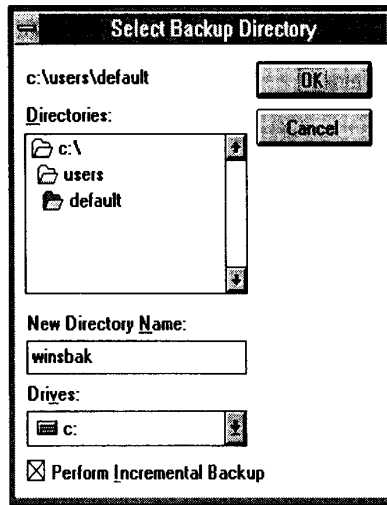 Select Backup Directory
c:\users\default
OK
Directories:
Cancel
c:\
users
default
New Directory Name:
winsbak
Drives:
c:
Perform Incremental Backup